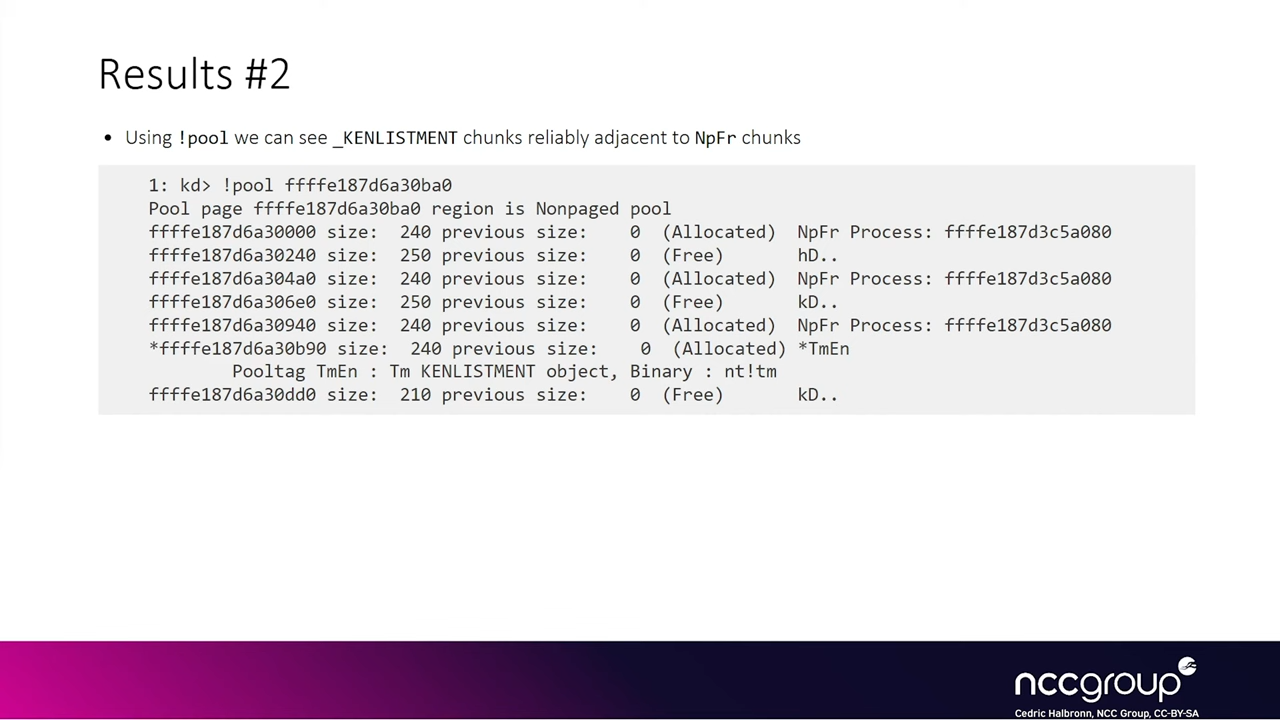 Results #2
• Using !pool we can see _KENLISTMENT chunks reliably adjacent to NpFr chunks
1: kd> !pool ffffe187d6a30ba0
Pool page ffffe187d6a30ba0 region is Nonpaged pool
ffffe187d6a30000 size:  240 previous size:    0  (Allocated)  NpFr Process: ffffe187d3c5a080
ffffe187d6a30240 size:  250 previous size:    0  (Free)       hD..
ffffe187d6a304a0 size:  240 previous size:    0  (Allocated)  NpFr Process: ffffe187d3c5a080
ffffe187d6a306e0 size:  250 previous size:    0  (Free)       kD..
ffffe187d6a30940 size:  240 previous size:    0  (Allocated)  NpFr Process: ffffe187d3c5a080
*ffffe187d6a30b90 size:  240 previous size:    0  (Allocated) *TmEn
Pooltag TmEn : Tm KENLISTMENT object, Binary : nt!tm
ffffe187d6a30dd0 size:  210 previous size:    0  (Free)       kD..
nccgroup
Cedric Halbronn, NCC Group, CC-BY-SA